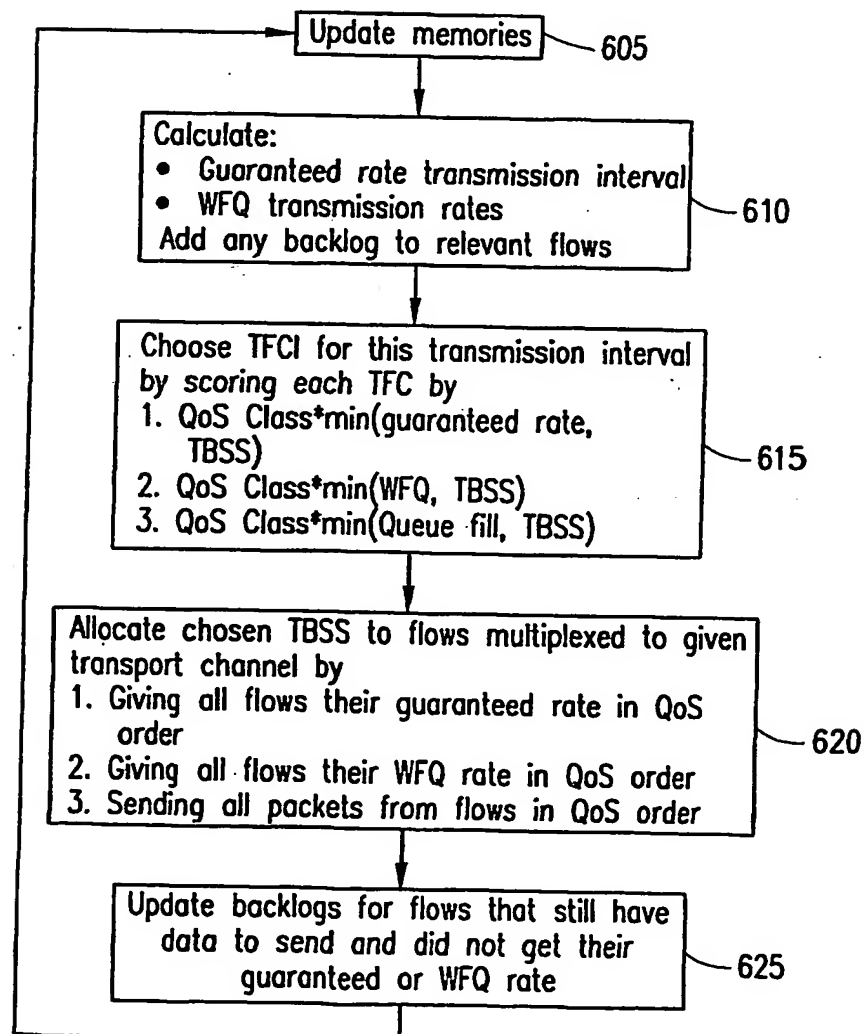 Update memories
605
Calculate:
• Guaranteed rate transmission interval
• WFQ transmission rates
Add any backlog to relevant flows
610
Choose TFCI for this transmission interval
by scoring each TFC by
1. QoS Class*min(guaranteed rate,
TBSS)
2. QoS Class*min(WFQ, TBSS)
3. QoS Class*min(Queue fill, TBSS)
615
Allocate chosen TBSS to flows multiplexed to given
transport channel by
1. Giving all flows their guaranteed rate in QoS
order
2. Giving all flows their WFQ rate in QoS order
3. Sending all packets from flows in QoS order
620
Update backlogs for flows that still have
data to send and did not get their
guaranteed or WFQ rate
625